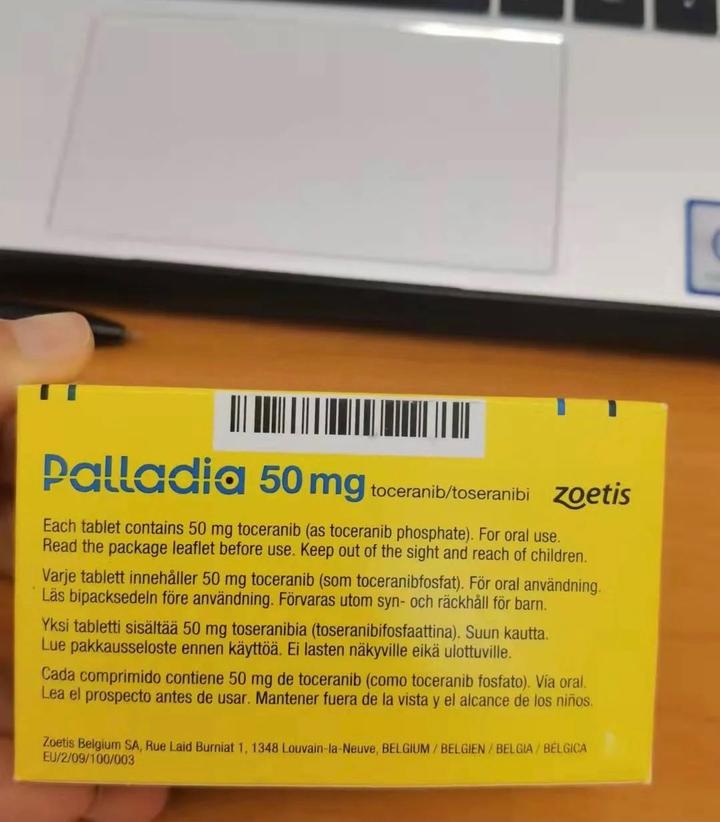 Palladia 50 mg toceranib/toseranibi zoetis
Each tablet contains 50 mg toceranib (as toceranib phosphate). For oral use.
Read the package leaflet before use. Keep out of the sight and reach of children.
Varje tablett innehåller 50 mg toceranib (som toceranibfosfat). För oral användning.
Läs bipacksedeln före användning. Förvaras utom syn- och räckhåll för barn.
Yksi tabletti sisältää 50 mg toseranibia (toseranibifosfaattina). Suun kautta.
Lue pakkausseloste ennen käyttöä. Ei lasten näkyville eikä ulottuville.
Cada comprimido contiene 50 mg de toceranib (como toceranib fosfato). Vía oral.
Lea el prospecto antes de usar. Mantener fuera de la vista y el alcance de los niños.
Zoetis Belgium SA, Rue Laid Burniat 1, 1348 Louvain-la-Neuve, BELGIUM / BELGIEN / BELGIA / BÉLGICA
EU/2/09/100/003